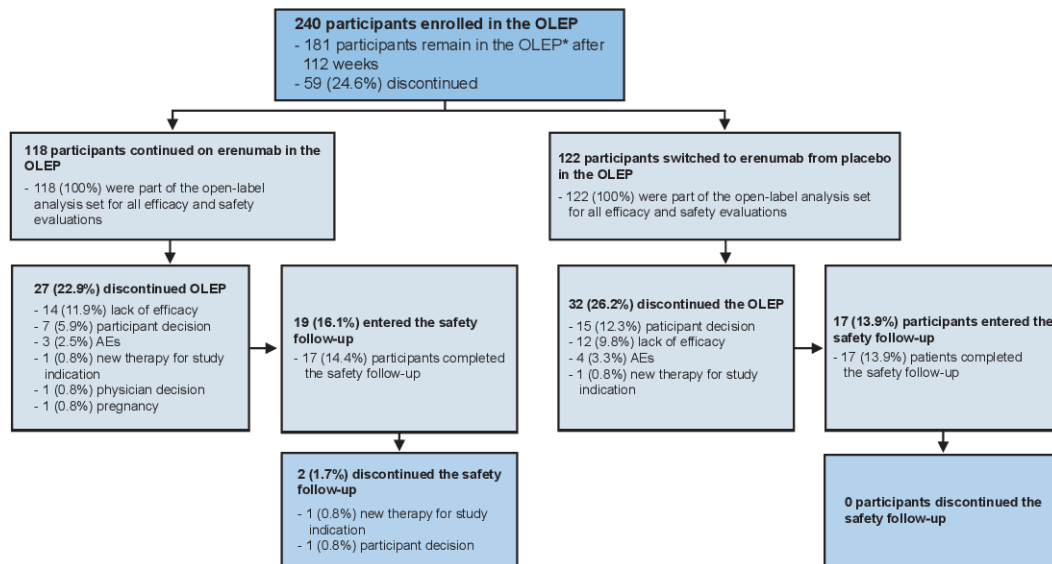 240 participants enrolled in the OLEP
- 181 participants remain in the OLEP* after
112 weeks
- 59 (24.6%) discontinued
118 participants continued on erenumab in the
OLEP
- 118 (100%) were part of the open-label
analysis set for all efficacy and safety
evaluations
122 participants switched to erenumab from placebo
in the OLEP
- 122 (100%) were part of the open-label analysis set
for all efficacy and safety evaluations
27 (22.9%) discontinued OLEP
- 14 (11.9%) lack of efficacy
- 7 (5.9%) participant decision
- 3 (2.5%) AEs
- 1 (0.8%) new therapy for study
indication
- 1 (0.8%) physician decision
- 1 (0.8%) pregnancy
19 (16.1%) entered the safety
follow-up
- 17 (14.4%) participants completed
the safety follow-up
32 (26.2%) discontinued the OLEP
- 15 (12.3%) paticipant decision
- 12 (9.8%) lack of efficacy
- 4 (3.3%) AEs
- 1 (0.8%) new therapy for study
indication
17 (13.9%) participants entered the
safety follow-up
- 17 (13.9%) patients completed
the safety follow-up
2 (1.7%) discontinued the safety
follow-up
- 1 (0.8%) new therapy for study
indication
- 1 (0.8%) participant decision
0 participants discontinued the
safety follow-up